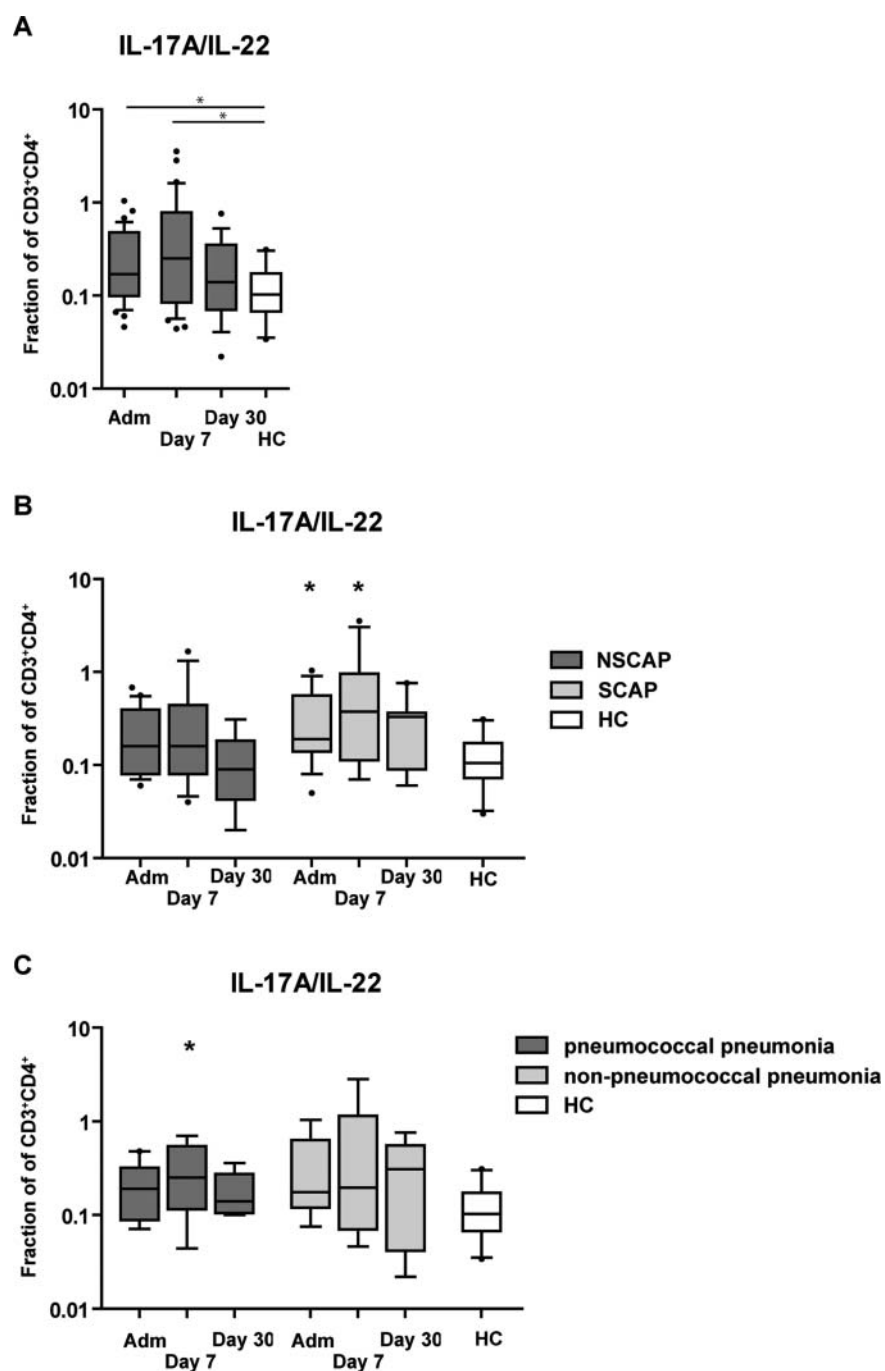 A
IL-17A/IL-22
* 
*
Fraction of of CD3⁺CD4⁺
10
1
0.1
0.01
Adm Day 30
Day 7 HC
B
IL-17A/IL-22
Fraction of of CD3⁺CD4⁺
10
1
0.1
0.01
* *
NSCAP
SCAP
HC
Adm Day 30 Adm Day 30 HC
Day 7 Day 7
C
IL-17A/IL-22
Fraction of of CD3⁺CD4⁺
10
1
0.1
0.01
*
pneumococcal pneumonia
non-pneumococcal pneumonia
HC
Adm Day 30 Adm Day 30 HC
Day 7 Day 7